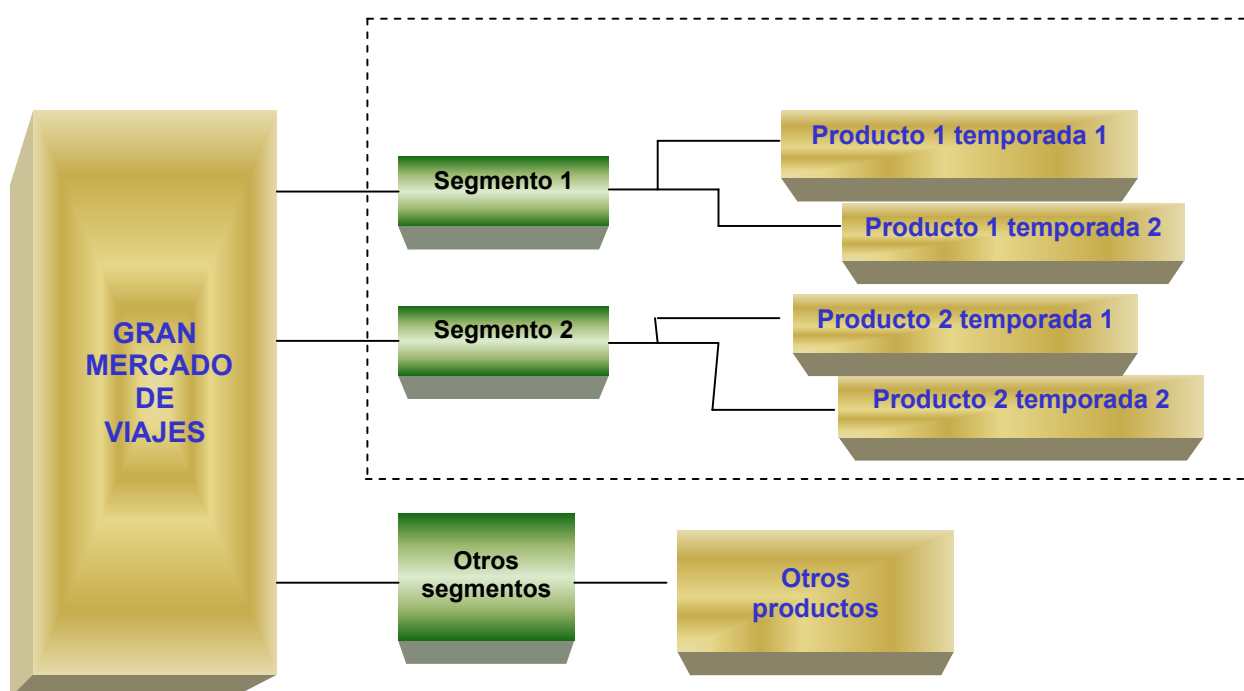 Producto 1 temporada 1
Segmento 1
Producto 1 temporada 2
GRAN
MERCADO
DE
VIAJES
Segmento 2
Producto 2 temporada 1
Producto 2 temporada 2
Otros
segmentos
Otros
productos